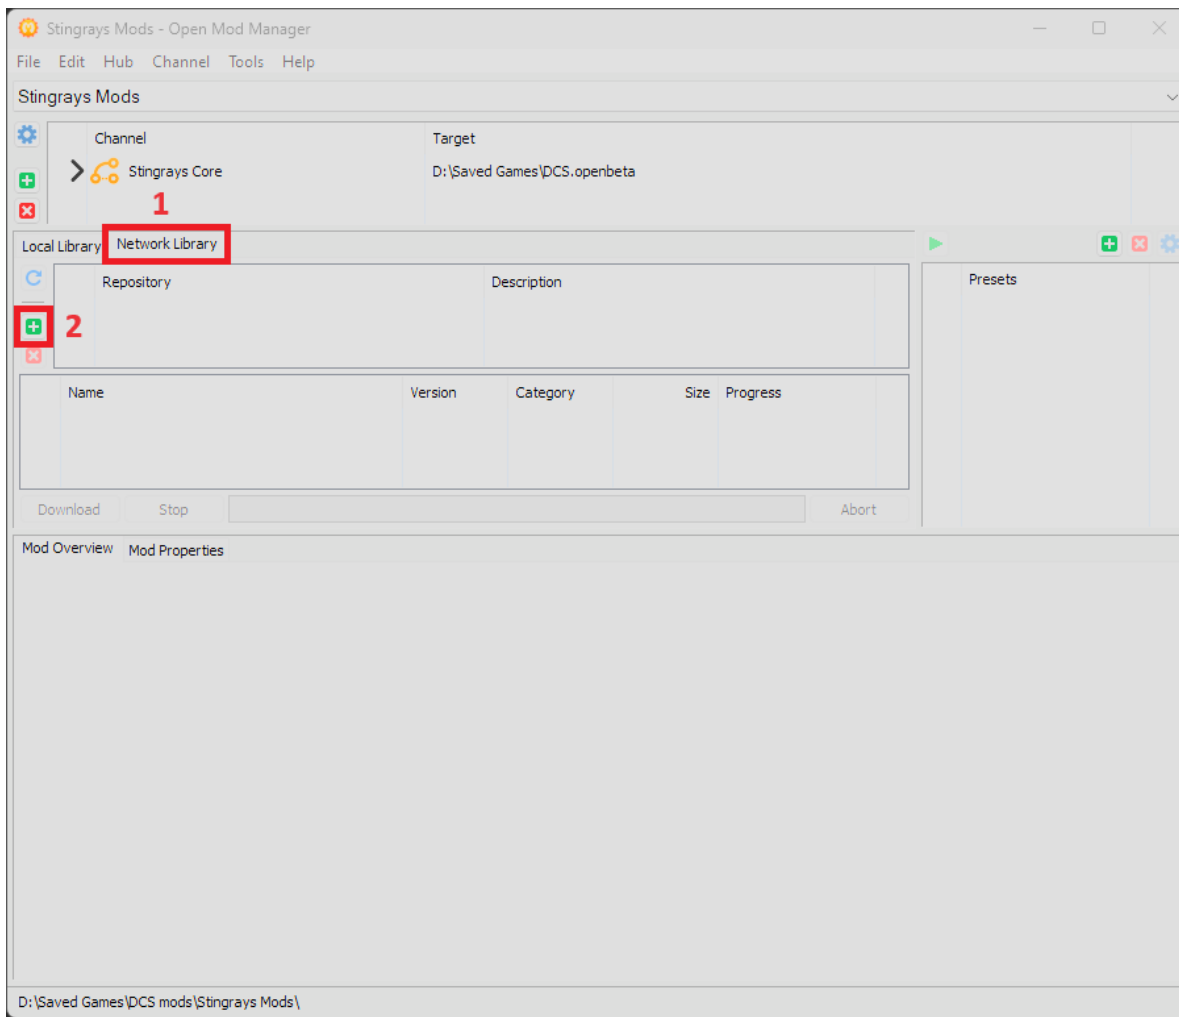 Stingrays Mods - Open Mod Manager
File Edit Hub Channel Tools Help
Stingrays Mods
Channel Target
Stingrays Core D:\Saved Games\DCS.openbeta
1
Local Library Network Library
Repository Description Presets
2
Name Version Category Size Progress
Download Stop Abort
Mod Overview Mod Properties
D:\Saved Games\DCS mods\Stingrays Mods\